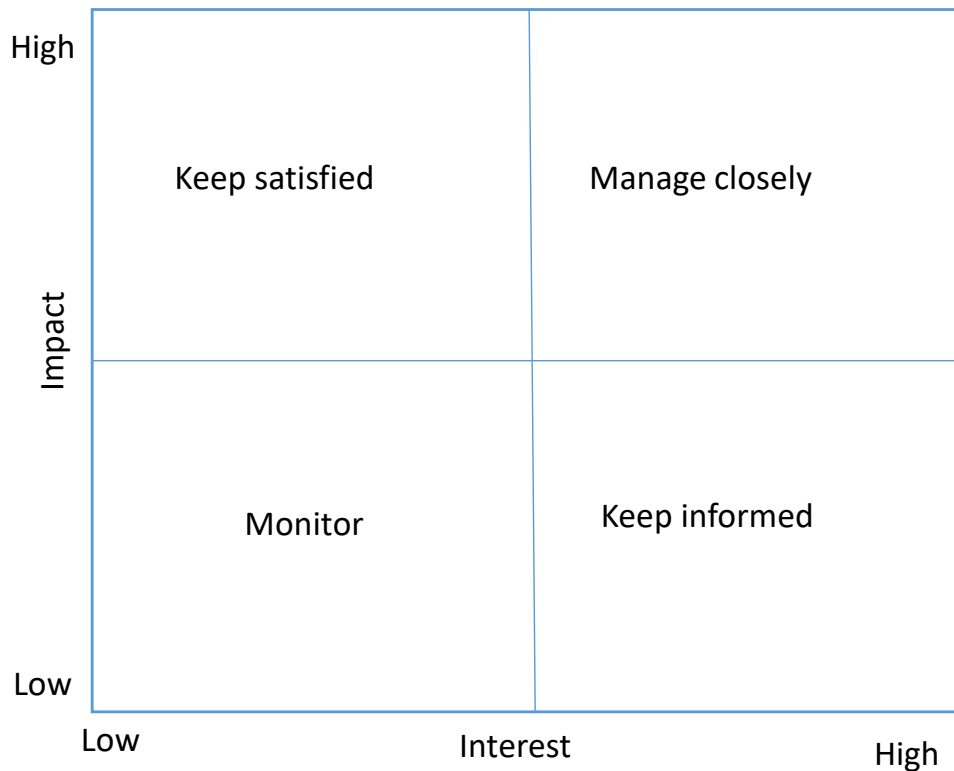 High
Keep satisfied
Manage closely
Impact
Monitor
Keep informed
Low
Low
Interest
High